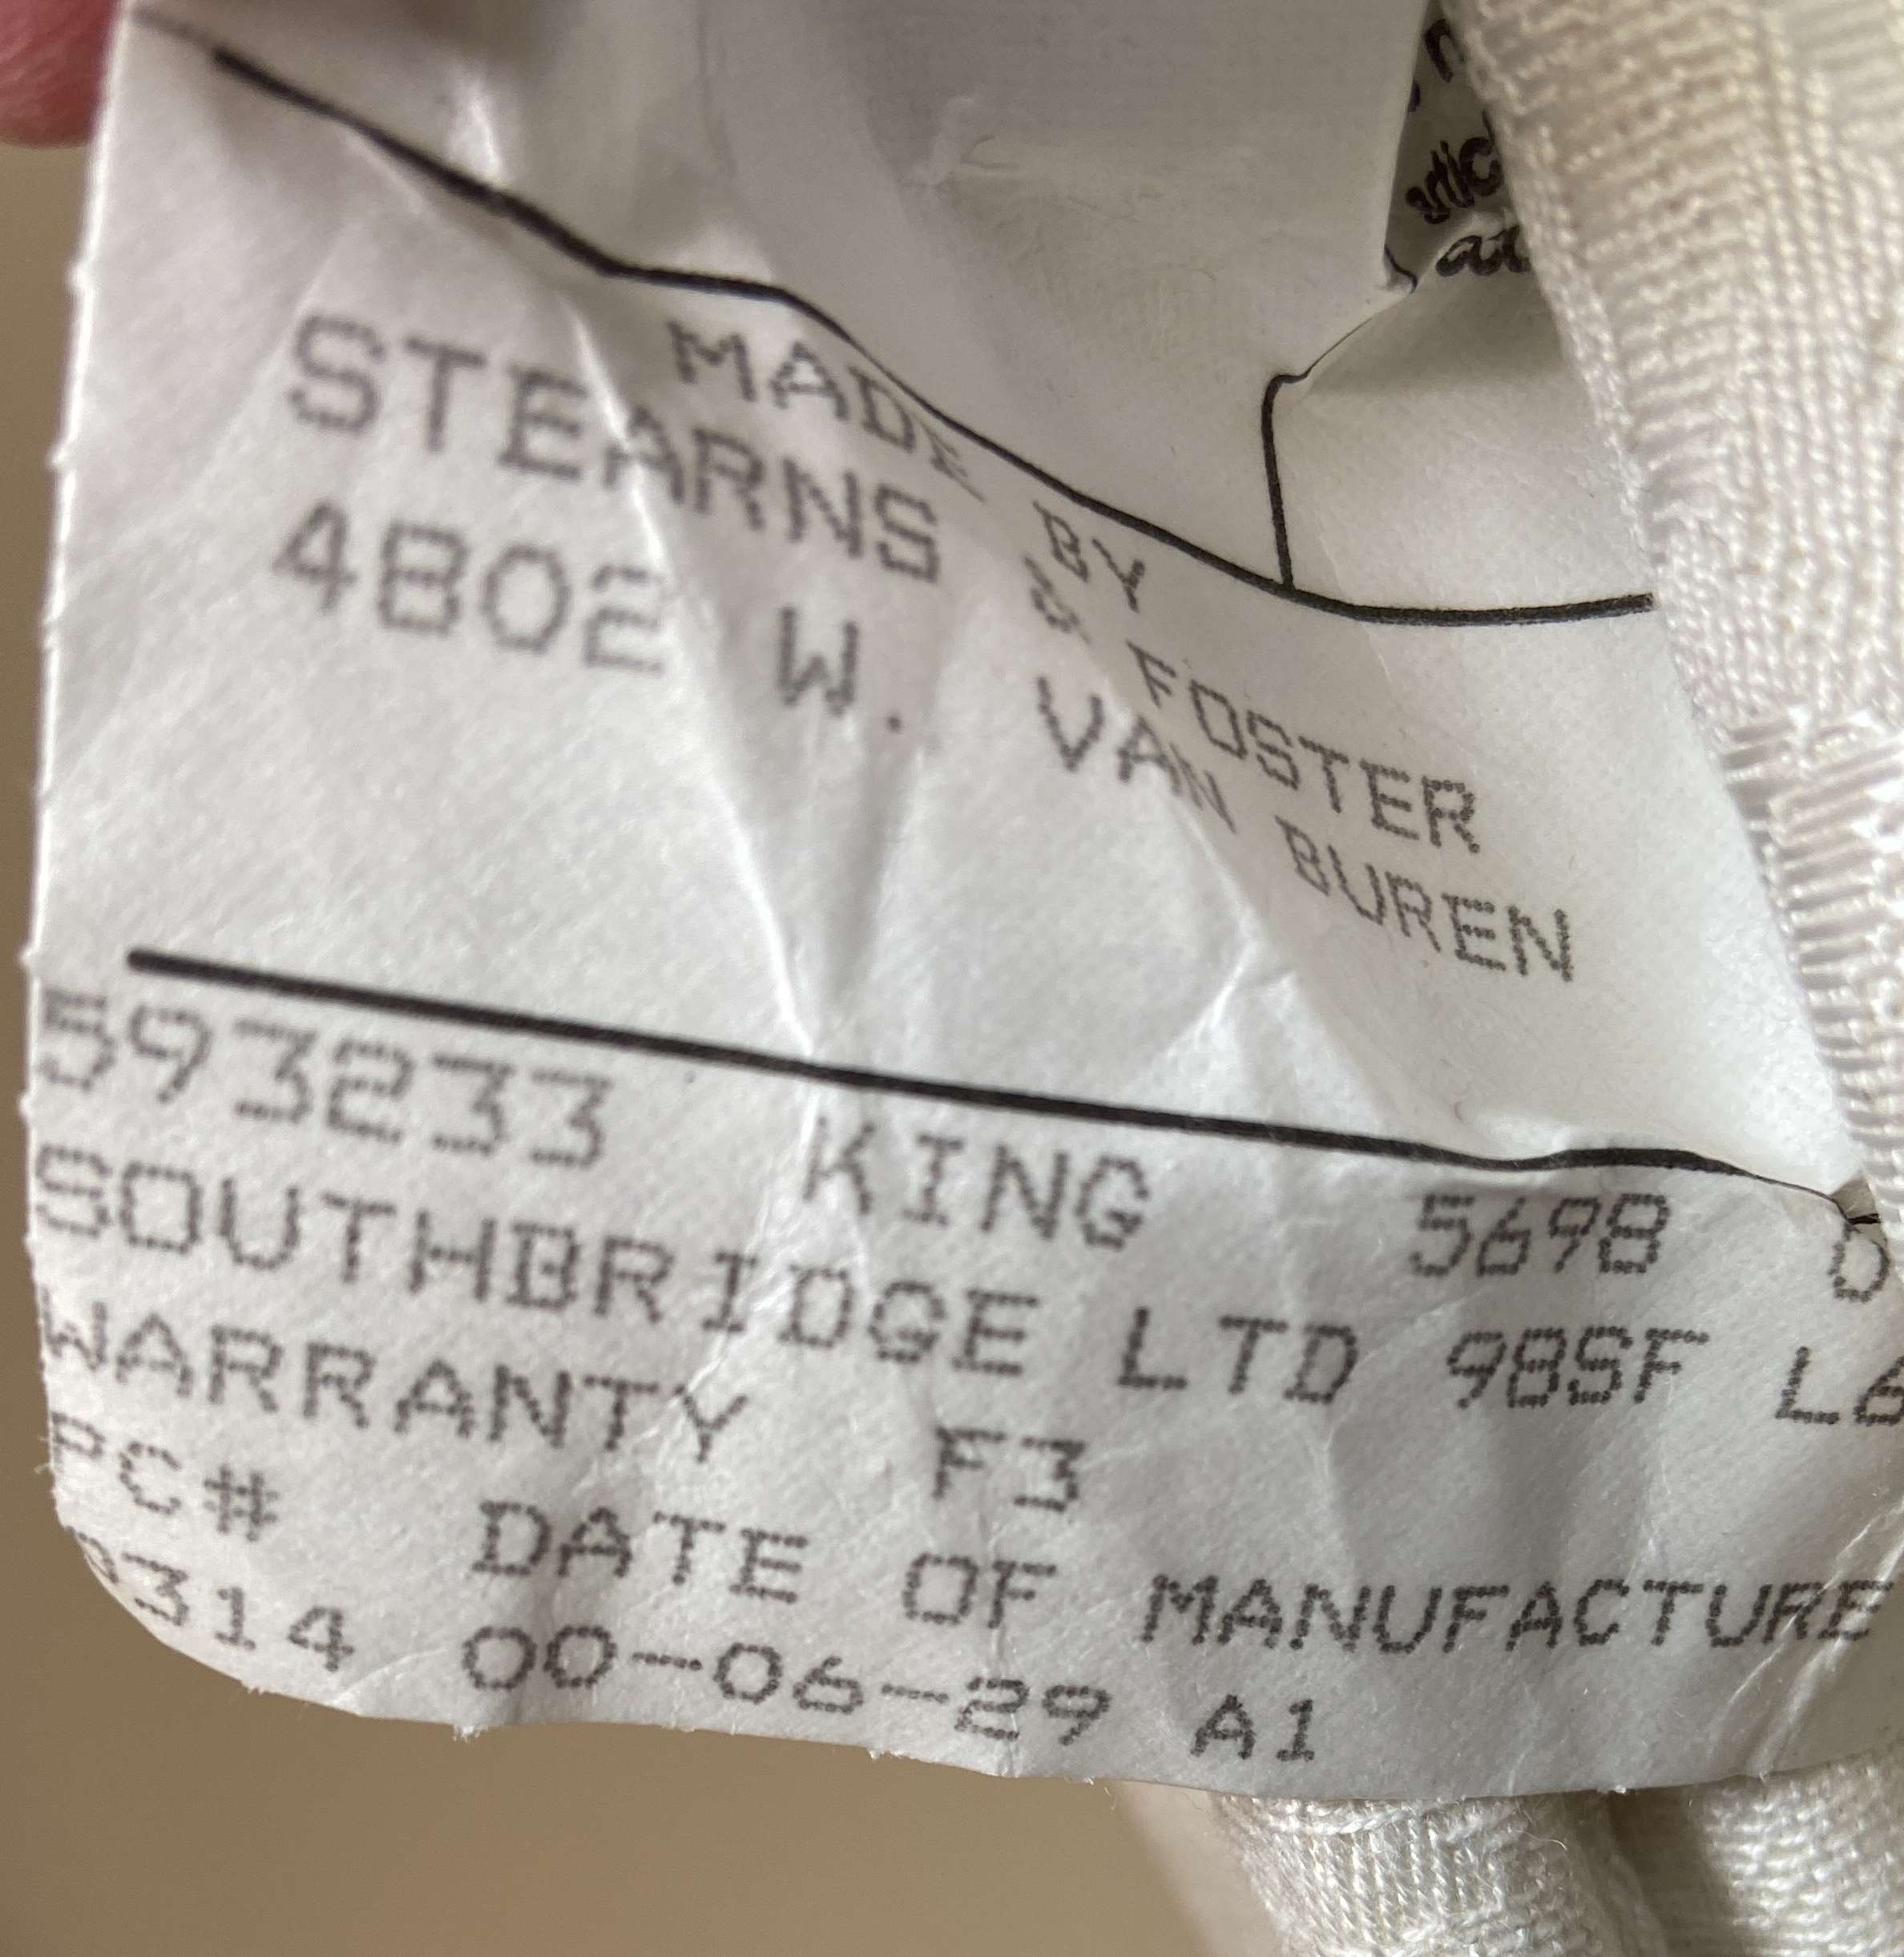 MADE BY
STEARNS & FOSTER
4802 W. VAN BUREN
593233 KING 5698
SOUTHBRIDGE LTD 98SF
WARRANTY F3
PC# DATE OF MANUFACTURE
00-06-29 A1